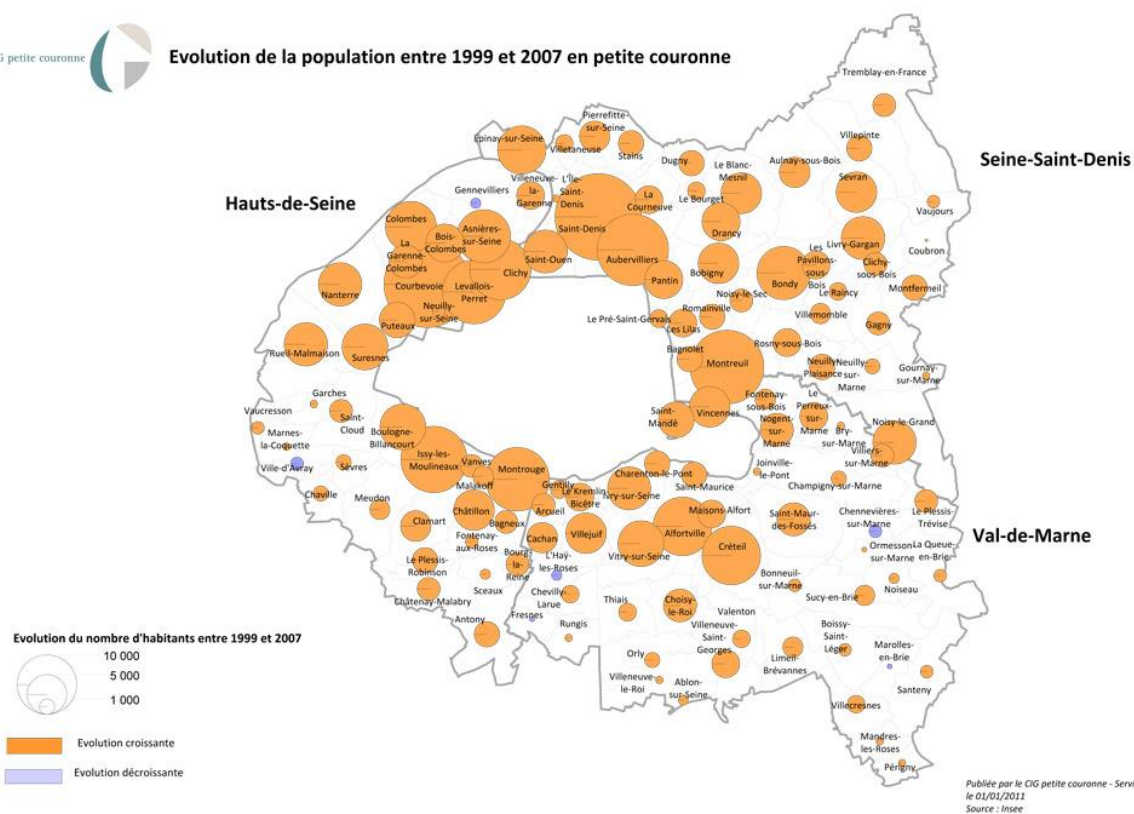 G petite couronne
Evolution de la population entre 1999 et 2007 en petite couronne
Tremblay-en-France
Pierrefitte-
sur-Seine
Epinay-sur-Seine
Villetaneuse
Stains
Villepinte
Dugny
Le Blanc-
Mesnil
Aulnay-sous-Bois
Seine-Saint-Denis
Sevran
Villeneuve-
la-
Garenne
L'Île-
Saint-
Denis
Gennevilliers
Hauts-de-Seine
La
Courneuve
Le Bourget
Vaujours
Colombes
Saint-Denis
Drancy
Bois-
Colombes
Asnières-
sur-Seine
Livry-Gargan
Coubron
La
Garenne-
Colombes
Saint-Ouen
Aubervilliers
Les
Pavillons-
sous-
Bois
Clichy-
sous-Bois
Clichy
Bobigny
Bondy
Pantin
Courbevoie
Levallois-
Perret
Nanterre
Noisy-le-Sec
Le Raincy
Montfermeil
Neuilly-
sur-Seine
Puteaux
Romainville
Le Pré-Saint-Gervais
Les Lilas
Villemomble
Gagny
Rueil-Malmaison
Suresnes
Bagnolet
Rosny-sous-Bois
Montreuil
Neuilly-
Plaisance
Neuilly-
sur-
Marne
Gournay-
sur-Marne
Garches
Vaucresson
Saint-
Cloud
Saint-
Mandé
Vincennes
Fontenay-
sous-Bois
Nogent-
sur-
Marne
Le
Perreux-
sur-
Marne
Bry-
sur-Marne
Noisy-le-Grand
Marnes-
la-Coquette
Boulogne-
Billancourt
Villiers-
sur-Marne
Ville-d'Avray
Sèvres
Issy-les-
Moulineaux
Vanves
Montrouge
Malakoff
Charenton-le-Pont
Saint-Maurice
Joinville-
le-Pont
Champigny-sur-Marne
Chaville
Meudon
Gentilly
Le Kremlin-
Bicêtre
Ivry-sur-Seine
Châtillon
Arcueil
Maisons-Alfort
Saint-Maur-
des-Fossés
Chennevières-
sur-Marne
Le Plessis-
Trévise
Clamart
Bagneux
Fontenay-
aux-Roses
Cachan
Villejuif
Vitry-sur-Seine
Alfortville
Créteil
Val-de-Marne
Ormesson-
sur-Marne
La Queue-
en-Brie
Le Plessis-
Robinson
Bourg-
la-
Reine
L'Haÿ-
les-Roses
Sceaux
Châtenay-Malabry
Chevilly-
Larue
Bonneuil-
sur-Marne
Sucy-en-Brie
Noiseau
Antony
Fresnes
Rungis
Thiais
Choisy-
le-Roi
Valenton
Villeneuve-
Saint-
Georges
Boissy-
Saint-
Léger
Marolles-
en-Brie
Orly
Limeil-
Brévannes
Villeneuve-
le-Roi
Ablon-
sur-Seine
Santeny
Villecresnes
Mandres-
les-Roses
Périgny
Evolution du nombre d'habitants entre 1999 et 2007
10 000
5 000
1 000
Evolution croissante
Evolution décroissante
Publiée par le CIG petite couronne - Servi
le 01/01/2011
Source : Insee